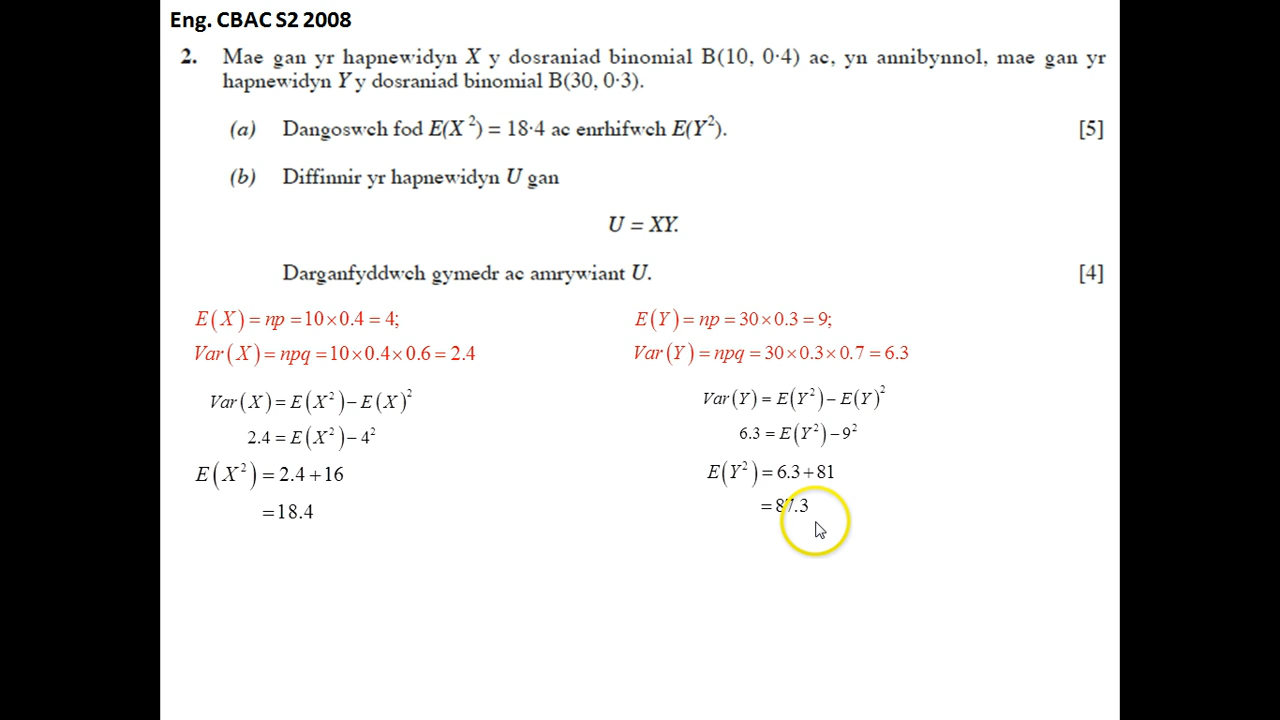 Eng. CBAC S2 2008
2. Mae gan yr hapnewidyn X y dosraniad binomial B(10, 0·4) ac, yn annibynnol, mae gan yr
hapnewidyn Y y dosraniad binomial B(30, 0·3).
(a) Dangoswch fod E(X²) = 18·4 ac enrhifwch E(Y²). [5]
(b) Diffinnir yr hapnewidyn U gan
U = XY.
Darganfyddwch gymedr ac amrywiant U. [4]
E(X) = np = 10×0.4 = 4;
Var(X) = npq = 10×0.4×0.6 = 2.4
Var(X) = E(X²) − E(X)²
2.4 = E(X²) − 4²
E(X²) = 2.4+16
=18.4
E(Y) = np = 30×0.3 = 9;
Var(Y) = npq = 30×0.3×0.7 = 6.3
Var(Y) = E(Y²) − E(Y)²
6.3 = E(Y²) − 9²
E(Y²) = 6.3+81
= 87.3